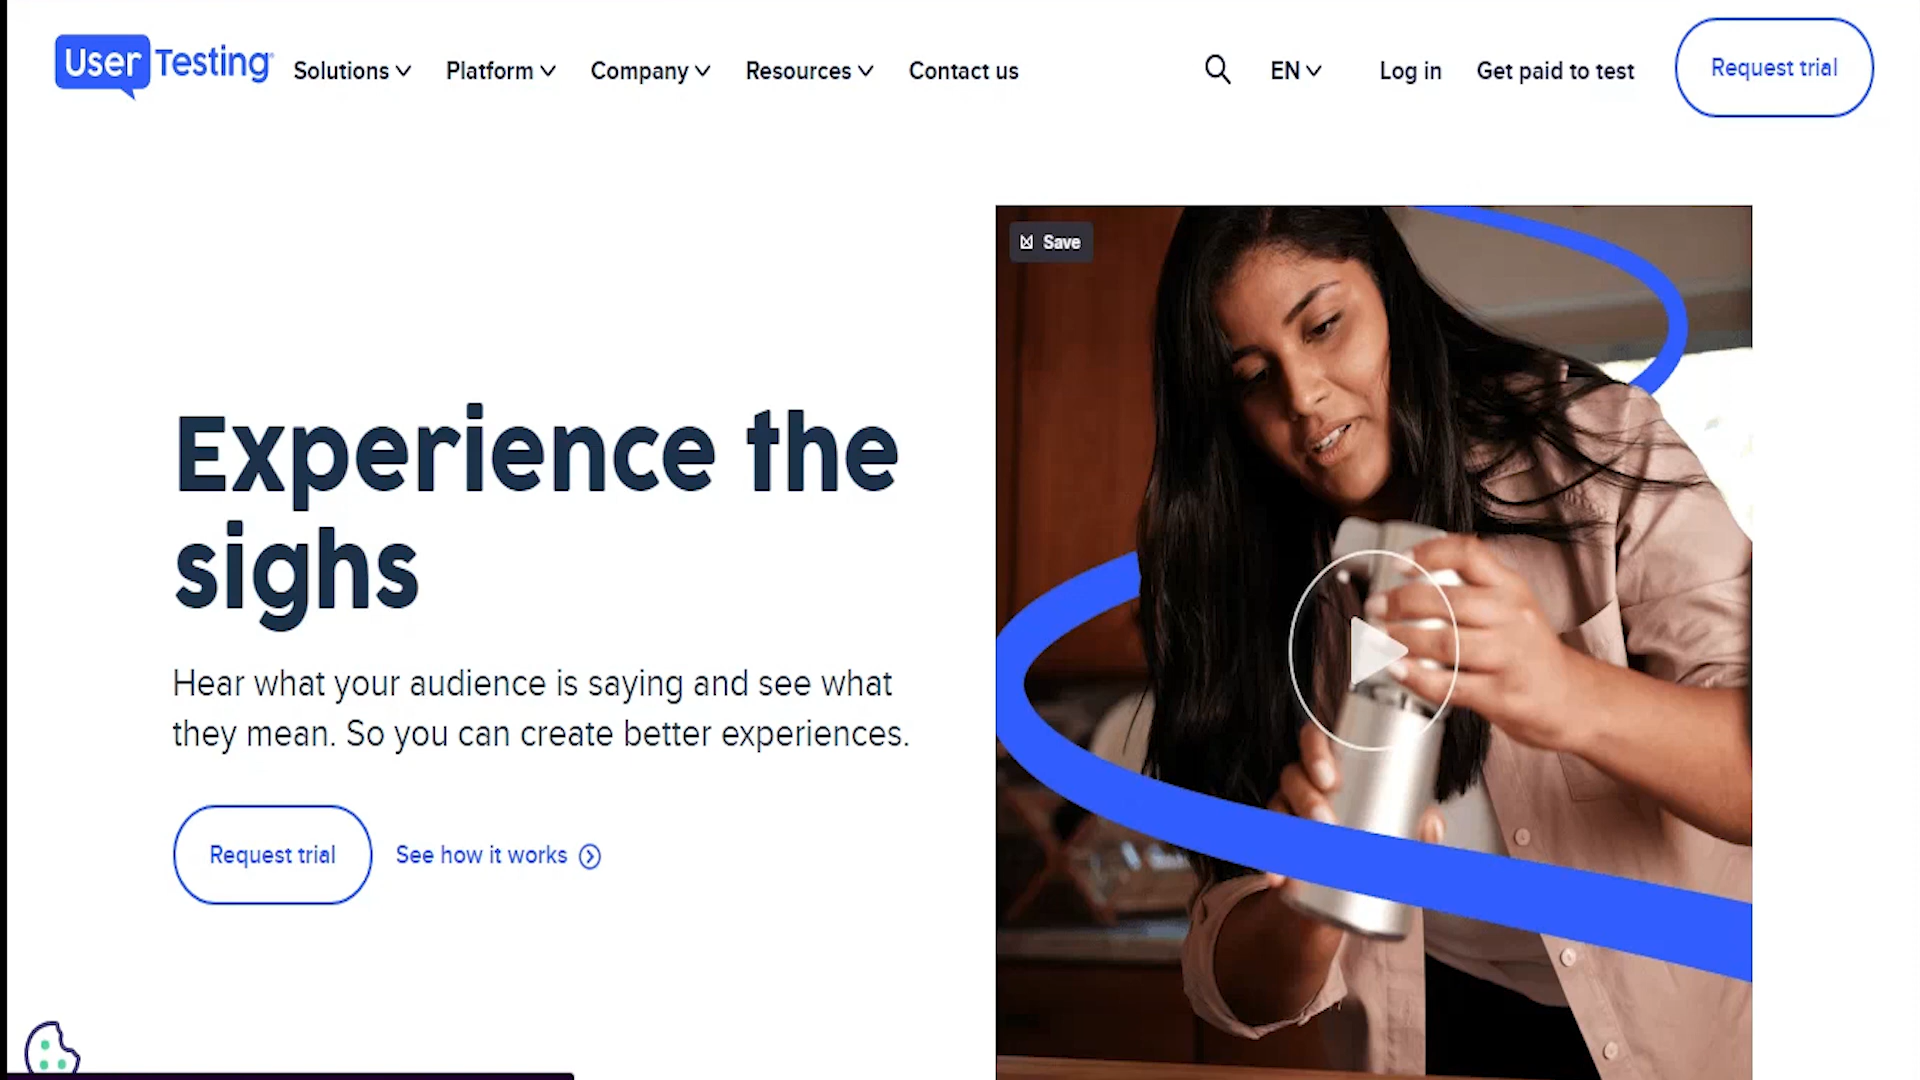 User Testing
Solutions
Platform
Company
Resources
Contact us
EN
Log in
Get paid to test
Request trial
Save
Experience the
sighs
Hear what your audience is saying and see what
they mean. So you can create better experiences.
Request trial
See how it works